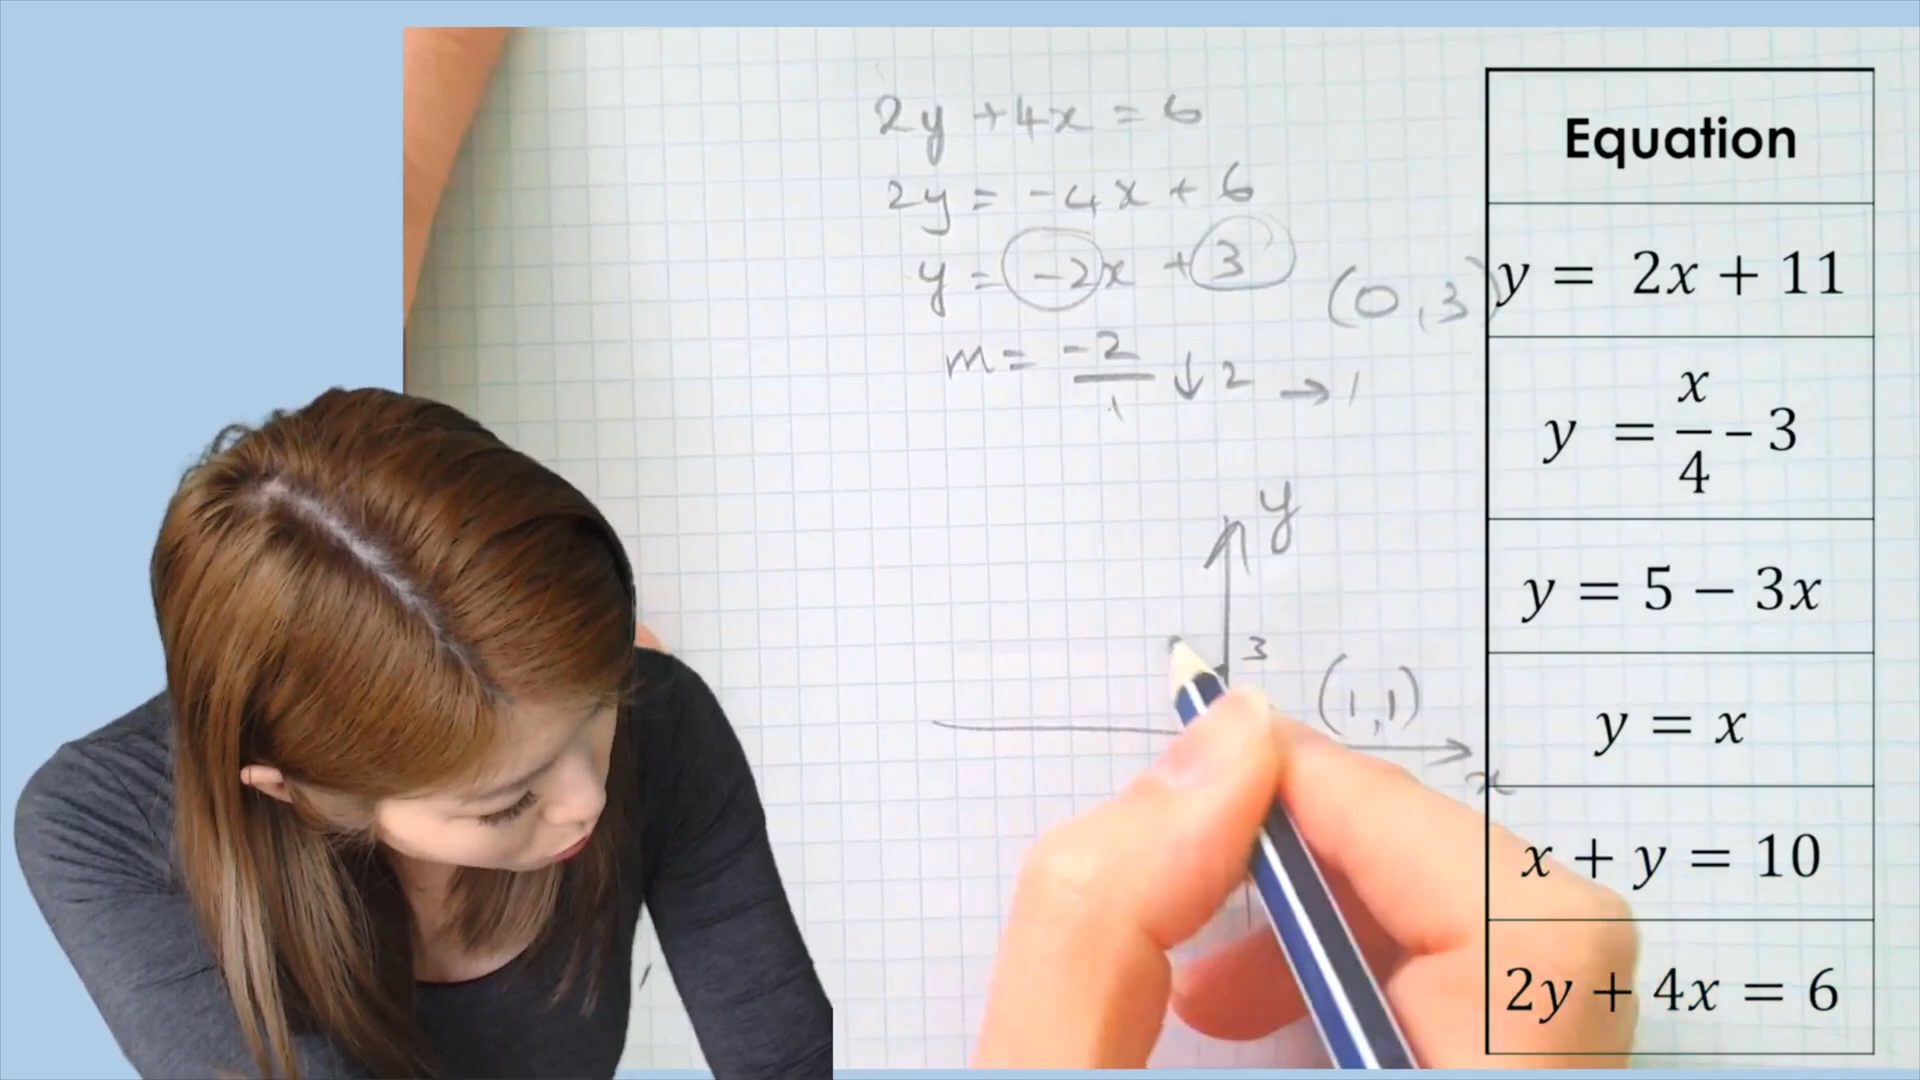 2y + 4x = 6
2y = -4x + 6
y = -2x + 3
(0, 3)
m = -2/1 ↓ 2 → 1
y
3
(1, 1)
x
Equation
y = 2x + 11
y = x/4 – 3
y = 5 − 3x
y = x
x + y = 10
2y + 4x = 6